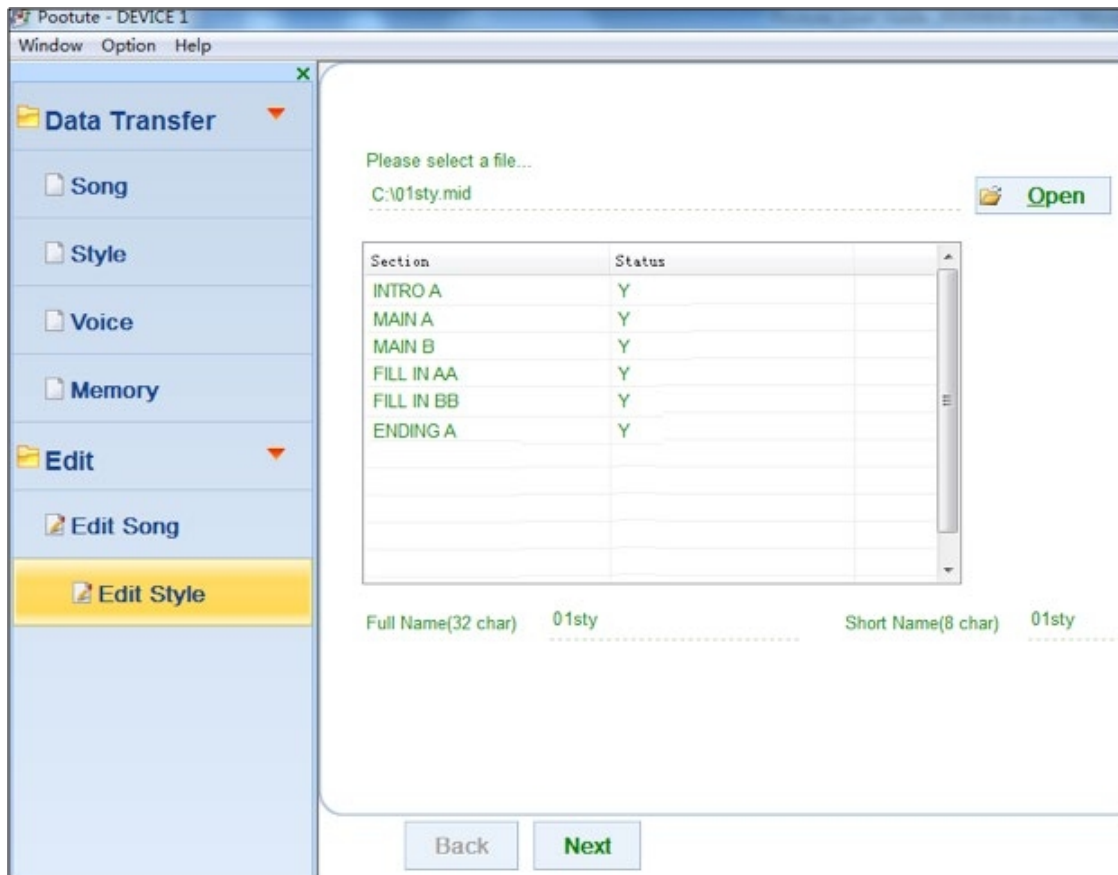 Pootute - DEVICE 1
Window Option Help
Data Transfer
Song
Style
Voice
Memory
Edit
Edit Song
Edit Style
Please select a file...
C:\01sty.mid
Open
Section Status
INTRO A Y
MAIN A Y
MAIN B Y
FILL IN AA Y
FILL IN BB Y
ENDING A Y
Full Name(32 char) 01sty Short Name(8 char) 01sty
Back Next